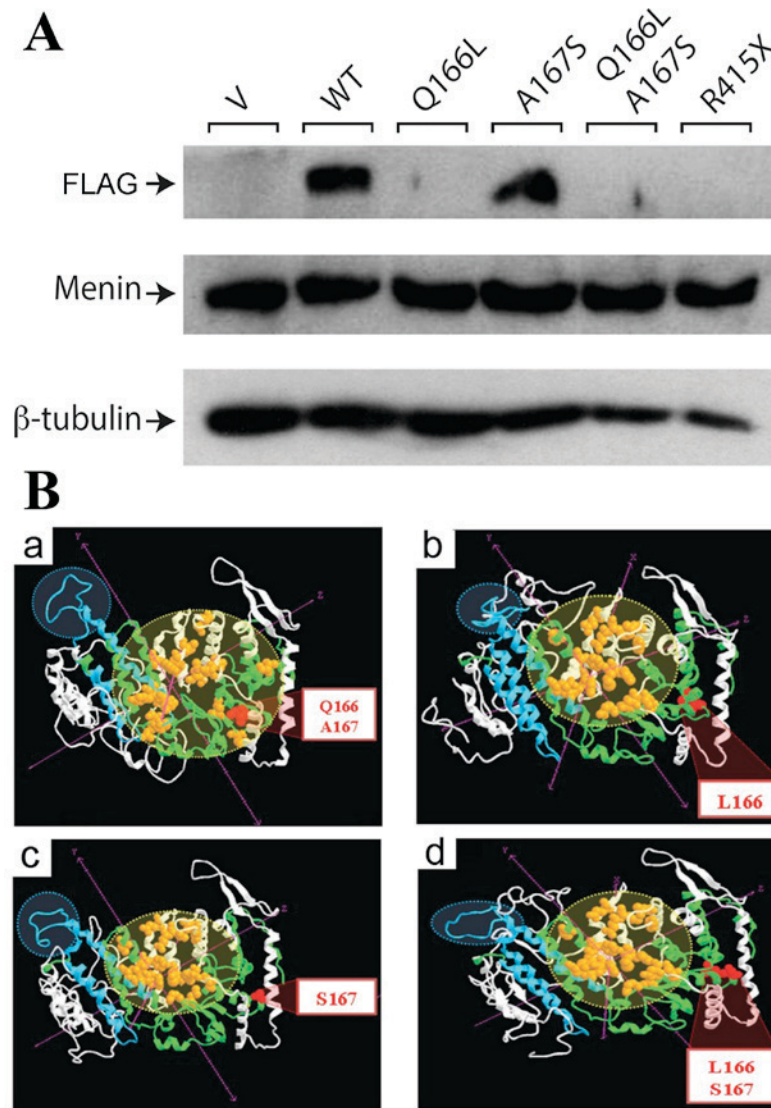 A
V
WT
Q166L
A167S
Q166L
A167S
R415X
FLAG
Menin
β-tubulin
B
a
Y
Z
Q166
A167
b
Y
X
Z
L166
c
Y
Z
S167
d
Y
X
Z
L166
S167